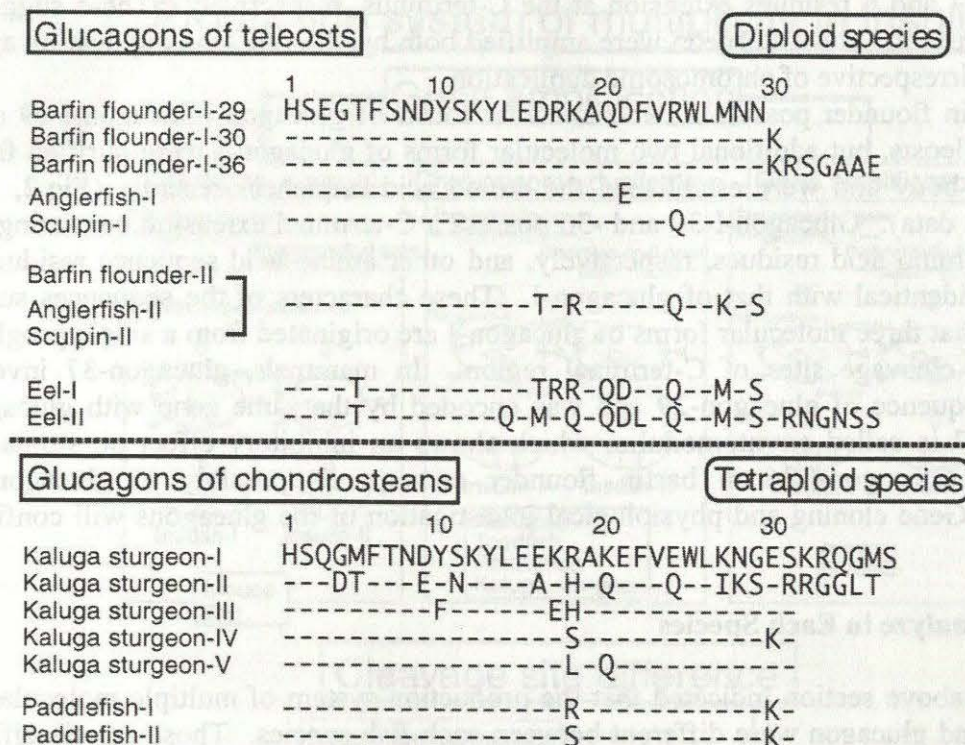 Glucagons of teleosts Diploid species
1 10 20 30
Barfin flounder-I-29 HSEGTFSNDYSKYLEDRKAQDFVRWLMNN
Barfin flounder-I-30 -----------------------------K
Barfin flounder-I-36 -----------------------------KRSGAAE
Anglerfish-I --------------------E--------
Sculpin-I -----------------------Q-----
Barfin flounder-II
Anglerfish-II ---------------T-R-----Q--K-S
Sculpin-II
Eel-I ----T----------TRR-QD--Q--M-S
Eel-II ----T--------Q-M-Q-QDL-Q--M-S-RNGNSS
Glucagons of chondrosteans Tetraploid species
1 10 20 30
Kaluga sturgeon-I HSQGMFTNDYSKYLEEKRAKEFVEWLKNGESKRQGMS
Kaluga sturgeon-II ---DT---E-N----A-H-Q---Q--IKS-RRGGLT
Kaluga sturgeon-III ---------F------EH-------------
Kaluga sturgeon-IV -----------------S-----------K-
Kaluga sturgeon-V -----------------L-Q-----------
Paddlefish-I -----------------R-----------K-
Paddlefish-II -----------------S-----------K-